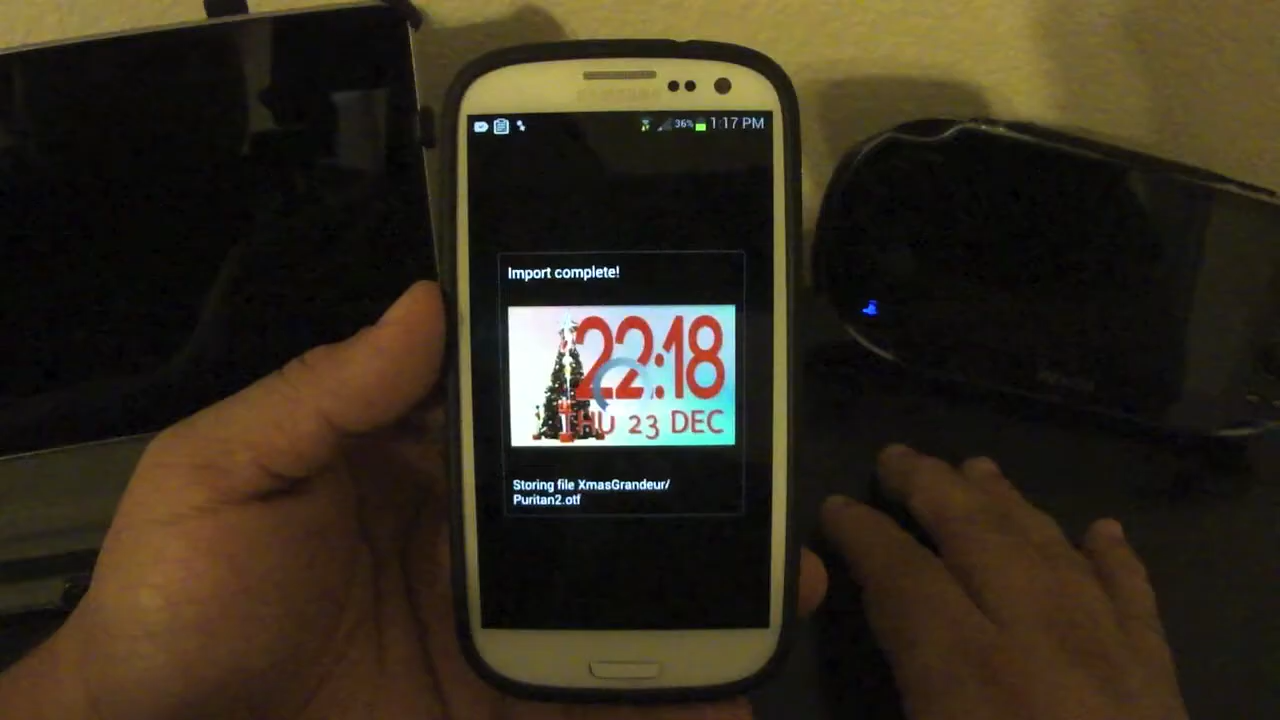 SAMSUNG
36% 1:17 PM
Import complete!
22:18
THU 23 DEC
Storing file XmasGrandeur/
Puritan2.otf